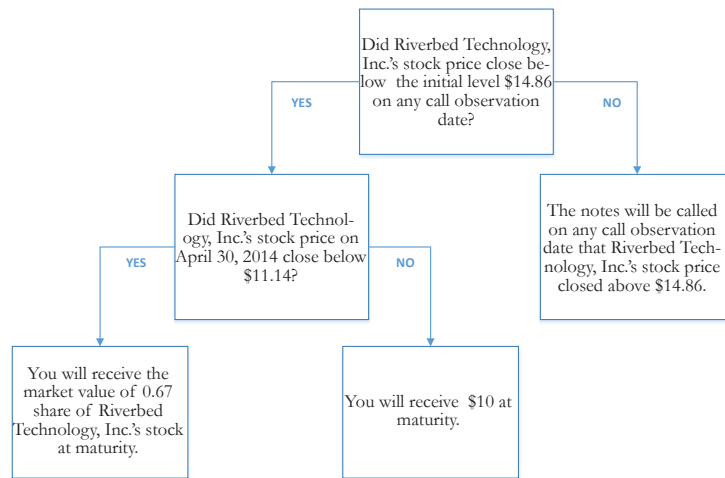 Did Riverbed Technology,
Inc.'s stock price close be-
low the initial level $14.86
on any call observation
date?
YES
NO
Did Riverbed Technol-
ogy, Inc.'s stock price on
April 30, 2014 close below
$11.14?
The notes will be called
on any call observation
date that Riverbed Tech-
nology, Inc.'s stock price
closed above $14.86.
YES
NO
You will receive the
market value of 0.67
share of Riverbed
Technology, Inc.'s stock
at maturity.
You will receive $10 at
maturity.